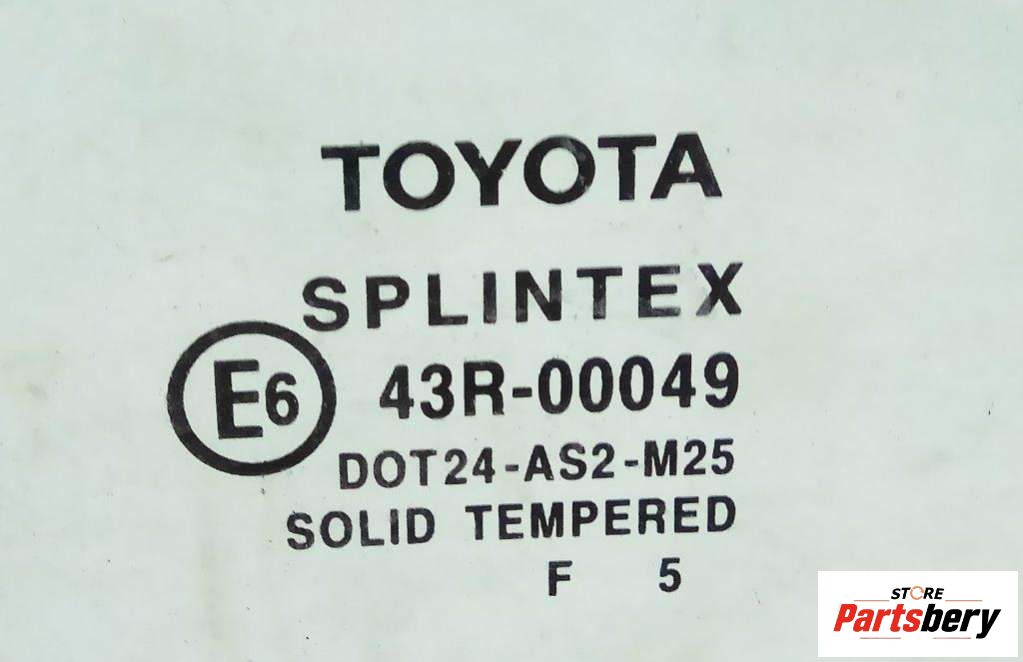 TOYOTA
SPLINTEX
E6 43R-00049
DOT24-AS2-M25
SOLID TEMPERED
F 5
STORE
Partsbery